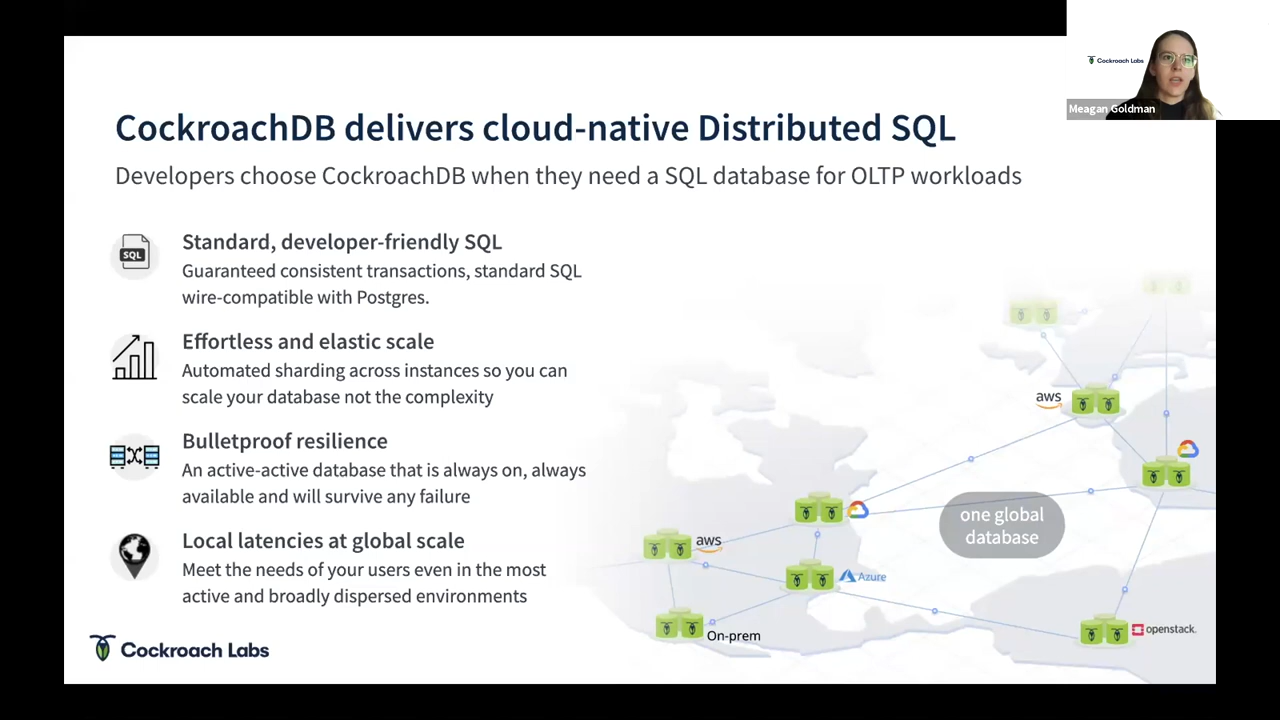 Cockroach Labs
Meagan Goldman
CockroachDB delivers cloud-native Distributed SQL
Developers choose CockroachDB when they need a SQL database for OLTP workloads
SQL
Standard, developer-friendly SQL
Guaranteed consistent transactions, standard SQL
wire-compatible with Postgres.
Effortless and elastic scale
Automated sharding across instances so you can
scale your database not the complexity
Bulletproof resilience
An active-active database that is always on, always
available and will survive any failure
Local latencies at global scale
Meet the needs of your users even in the most
active and broadly dispersed environments
aws
one global
database
aws
Azure
On-prem
openstack.
Cockroach Labs